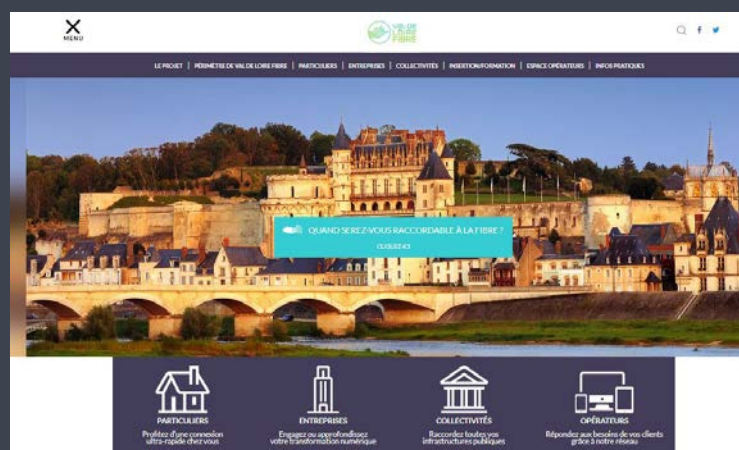 MENU
VAL DE
LOIRE
FIBRE
LE PROJET | PÉRIMÈTRE DE VAL DE LOIRE FIBRE | PARTICULIERS | ENTREPRISES | COLLECTIVITÉS | INSERTION/FORMATION | ESPACE OPÉRATEURS | INFOS PRATIQUES
QUAND SEREZ-VOUS RACCORDABLE À LA FIBRE ?
CLIQUEZ ICI
PARTICULIERS
Profitez d'une connexion
ultra-rapide chez vous
ENTREPRISES
Engagez ou approfondissez
votre transformation numérique
COLLECTIVITÉS
Raccordez toutes vos
infrastructures publiques
OPÉRATEURS
Répondez aux besoins de vos clients
grâce à notre réseau